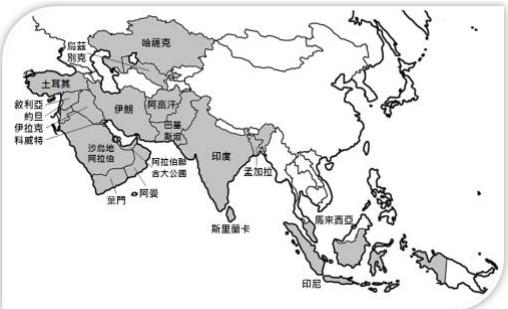 哈薩克
烏茲
別克
土耳其
敘利亞
約旦
伊拉克
科威特
伊朗
阿富汗
巴基
斯坦
沙烏地
阿拉伯
阿拉伯聯
合大公國
阿曼
葉門
印度
孟加拉
斯里蘭卡
馬來西亞
印尼